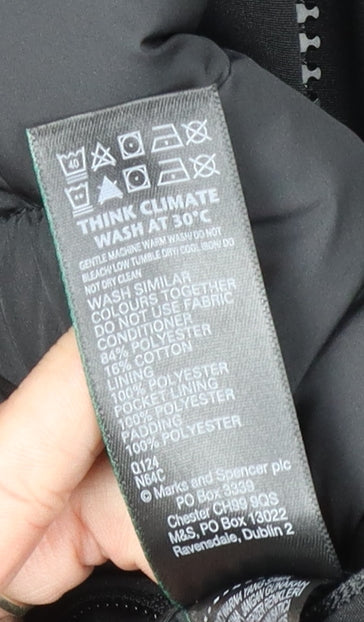 40
THINK CLIMATE
WASH AT 30°C
GENTLE MACHINE WARM WASH/ DO NOT
BLEACH/ LOW TUMBLE DRY/ COOL IRON/ DO
NOT DRY CLEAN
WASH SIMILAR
COLOURS TOGETHER
DO NOT USE FABRIC
CONDITIONER
84% POLYESTER
16% COTTON
LINING
100% POLYESTER
POCKET LINING
100% POLYESTER
PADDING
100% POLYESTER
Q124
N64C
© Marks and Spencer plc
PO Box 3339
Chester CH99 9QS
M&S, PO Box 13022
Ravensdale, Dublin 2